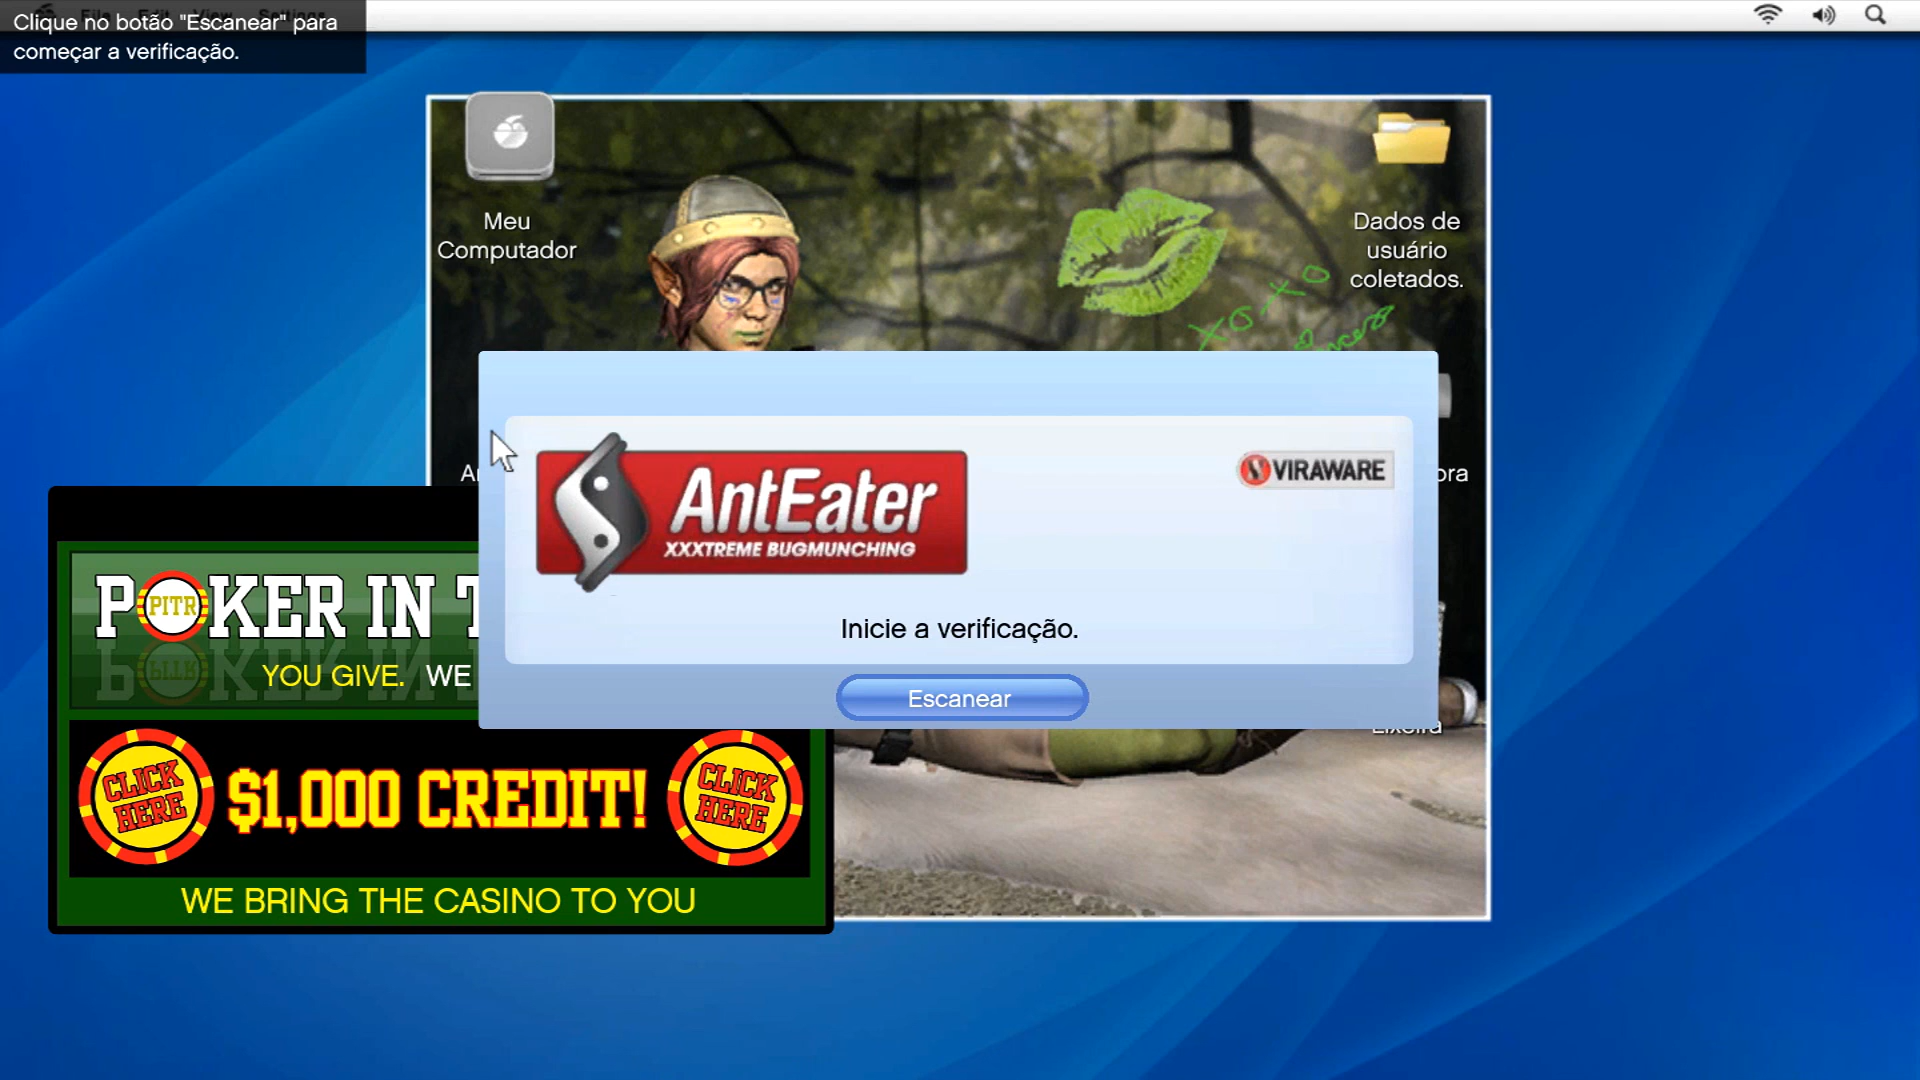 Clique no botão "Escanear" para
começar a verificação.
Meu
Computador
Dados de
usuário
coletados.
XOXO
AntEater
XXXTREME BUGMUNCHING
VIRAWARE
Inicie a verificação.
Escanear
POKER IN
PITR
YOU GIVE. WE
CLICK
HERE
$1,000 CREDIT!
CLICK
HERE
WE BRING THE CASINO TO YOU